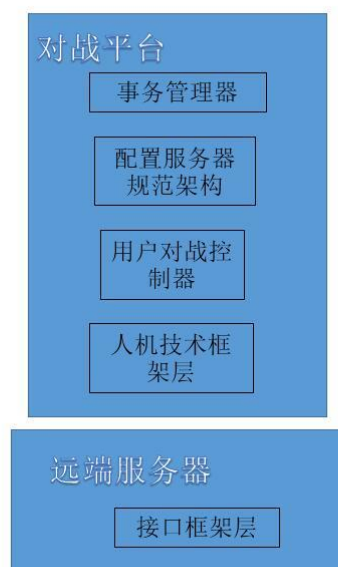 对战平台
事务管理器
配置服务器
规范架构
用户对战控
制器
人机技术框
架层
远端服务器
接口框架层